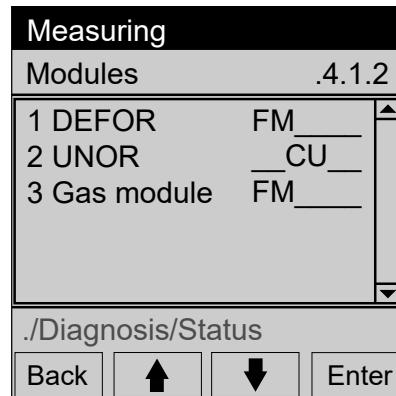 Measuring
Modules .4.1.2
1 DEFOR FM____
2 UNOR __CU__
3 Gas module FM____
./Diagnosis/Status
Back Enter